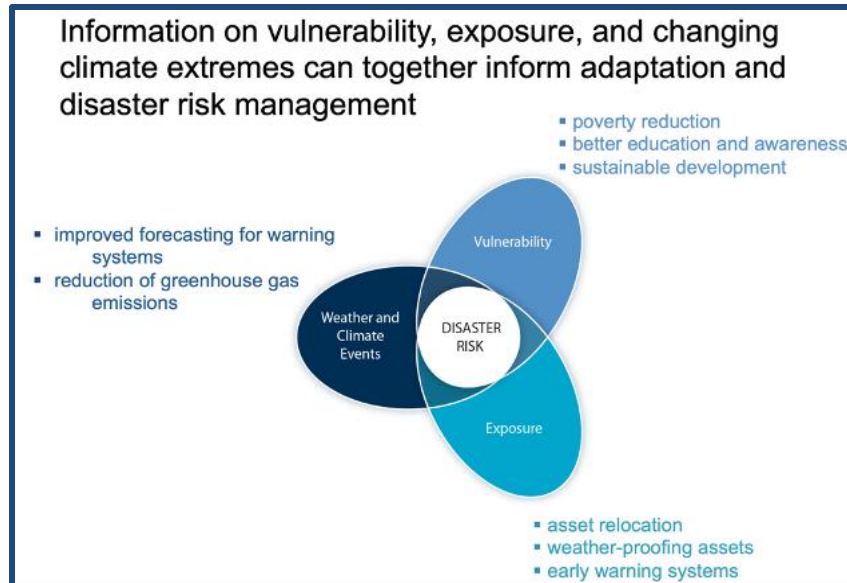 Information on vulnerability, exposure, and changing
climate extremes can together inform adaptation and
disaster risk management
▪ poverty reduction
▪ better education and awareness
▪ sustainable development
▪ improved forecasting for warning
systems
▪ reduction of greenhouse gas
emissions
Vulnerability
Weather and
Climate
Events
DISASTER
RISK
Exposure
▪ asset relocation
▪ weather-proofing assets
▪ early warning systems